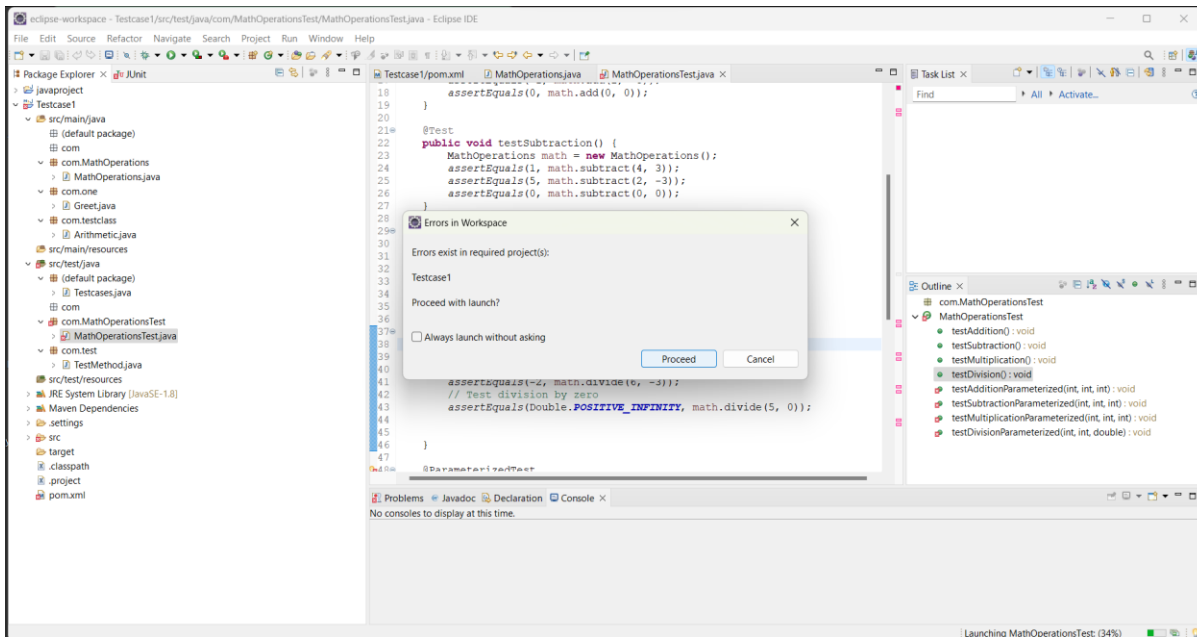 eclipse-workspace - Testcase1/src/test/java/com/MathOperationsTest/MathOperationsTest.java - Eclipse IDE
File Edit Source Refactor Navigate Search Project Run Window Help
Package Explorer
JUnit
javaproject
Testcase1
src/main/java
(default package)
com
com.MathOperations
MathOperations.java
com.one
Greet.java
com.testclass
Arithmetic.java
src/main/resources
src/test/java
(default package)
Testcases.java
com
com.MathOperationsTest
MathOperationsTest.java
com.test
TestMethod.java
src/test/resources
JRE System Library [JavaSE-1.8]
Maven Dependencies
.settings
src
target
.classpath
.project
pom.xml
Testcase1/pom.xml
MathOperations.java
MathOperationsTest.java
18 assertEquals(0, math.add(0, 0));
19 }
20
21 @Test
22 public void testSubtraction() {
23 MathOperations math = new MathOperations();
24 assertEquals(1, math.subtract(4, 3));
25 assertEquals(5, math.subtract(2, -3));
26 assertEquals(0, math.subtract(0, 0));
27 }
28
29
30
31
32
33
34
35
36
37
38
39
40
41 assertEquals(-2, math.divide(6, -3));
42 // Test division by zero
43 assertEquals(Double.POSITIVE_INFINITY, math.divide(5, 0));
44
45
46 }
47
48 @ParameterizedTest
Errors in Workspace
Errors exist in required project(s):
Testcase1
Proceed with launch?
Always launch without asking
Proceed
Cancel
Task List
Find
All
Activate...
Outline
com.MathOperationsTest
MathOperationsTest
testAddition() : void
testSubtraction() : void
testMultiplication() : void
testDivision() : void
testAdditionParameterized(int, int, int) : void
testSubtractionParameterized(int, int, int) : void
testMultiplicationParameterized(int, int, int) : void
testDivisionParameterized(int, int, double) : void
Problems
Javadoc
Declaration
Console
No consoles to display at this time.
Launching MathOperationsTest: (34%)